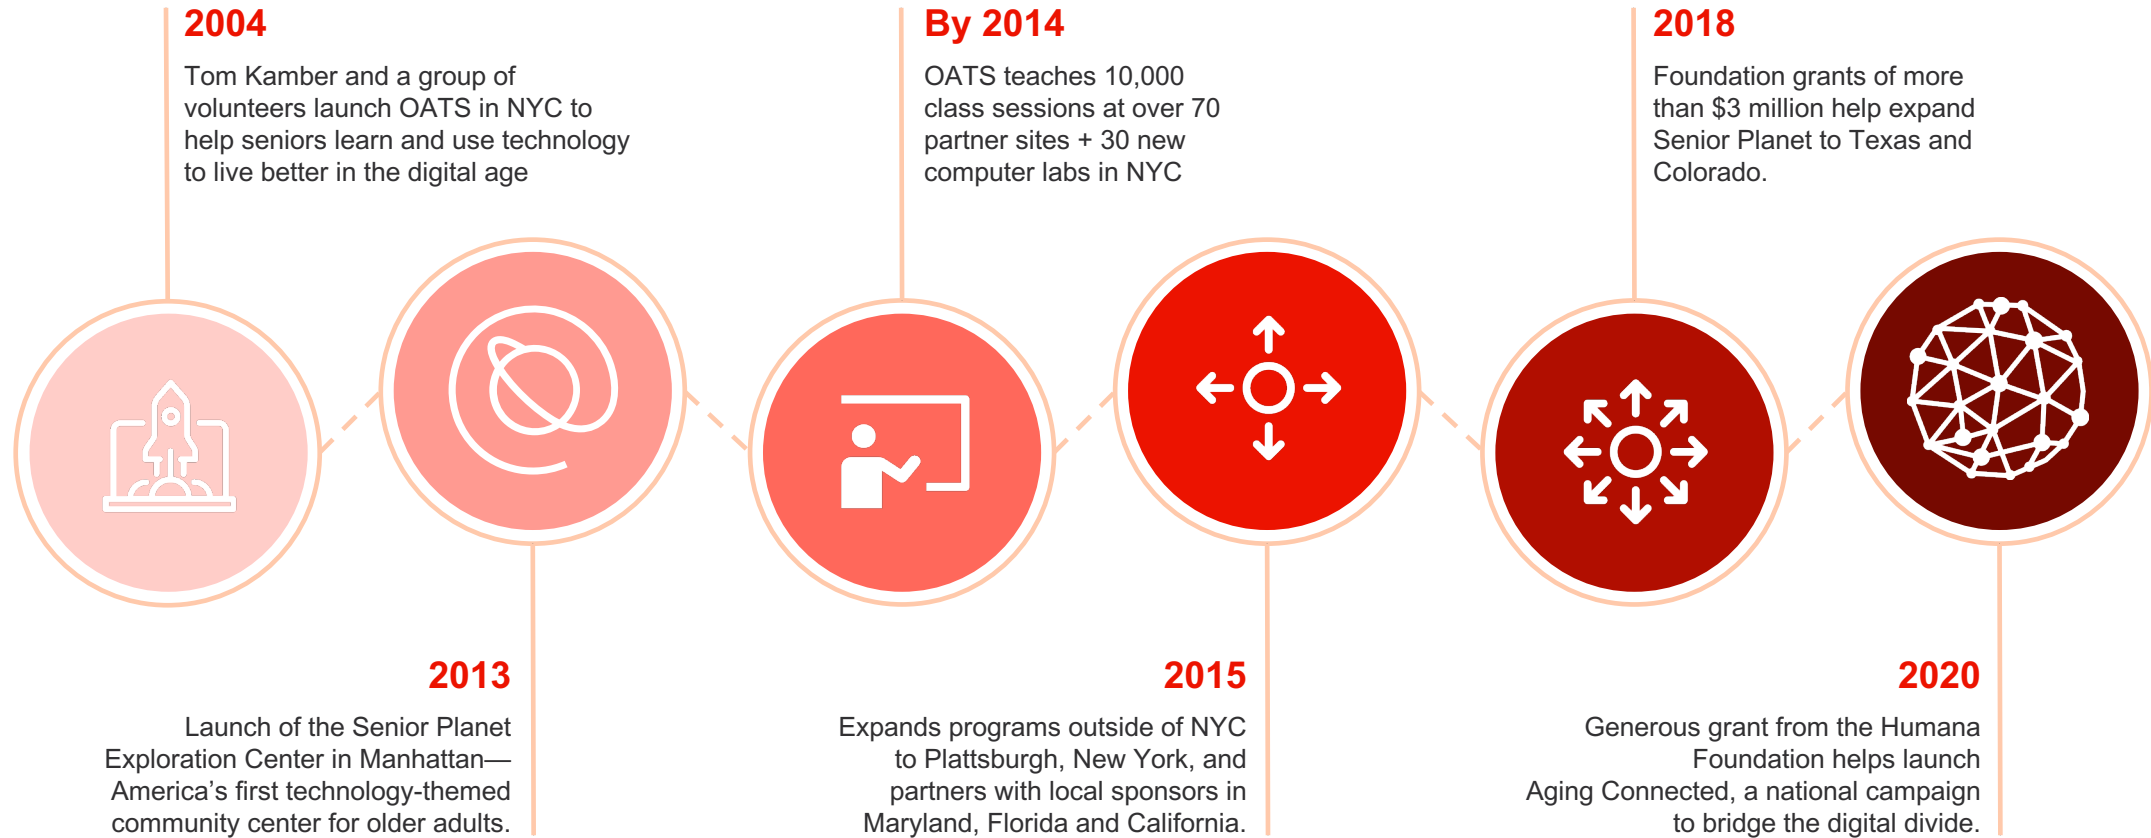 2004
Tom Kamber and a group of
volunteers launch OATS in NYC to
help seniors learn and use technology
to live better in the digital age
By 2014
OATS teaches 10,000
class sessions at over 70
partner sites + 30 new
computer labs in NYC
2018
Foundation grants of more
than $3 million help expand
Senior Planet to Texas and
Colorado.
2013
Launch of the Senior Planet
Exploration Center in Manhattan—
America’s first technology-themed
community center for older adults.
2015
Expands programs outside of NYC
to Plattsburgh, New York, and
partners with local sponsors in
Maryland, Florida and California.
2020
Generous grant from the Humana
Foundation helps launch
Aging Connected, a national campaign
to bridge the digital divide.